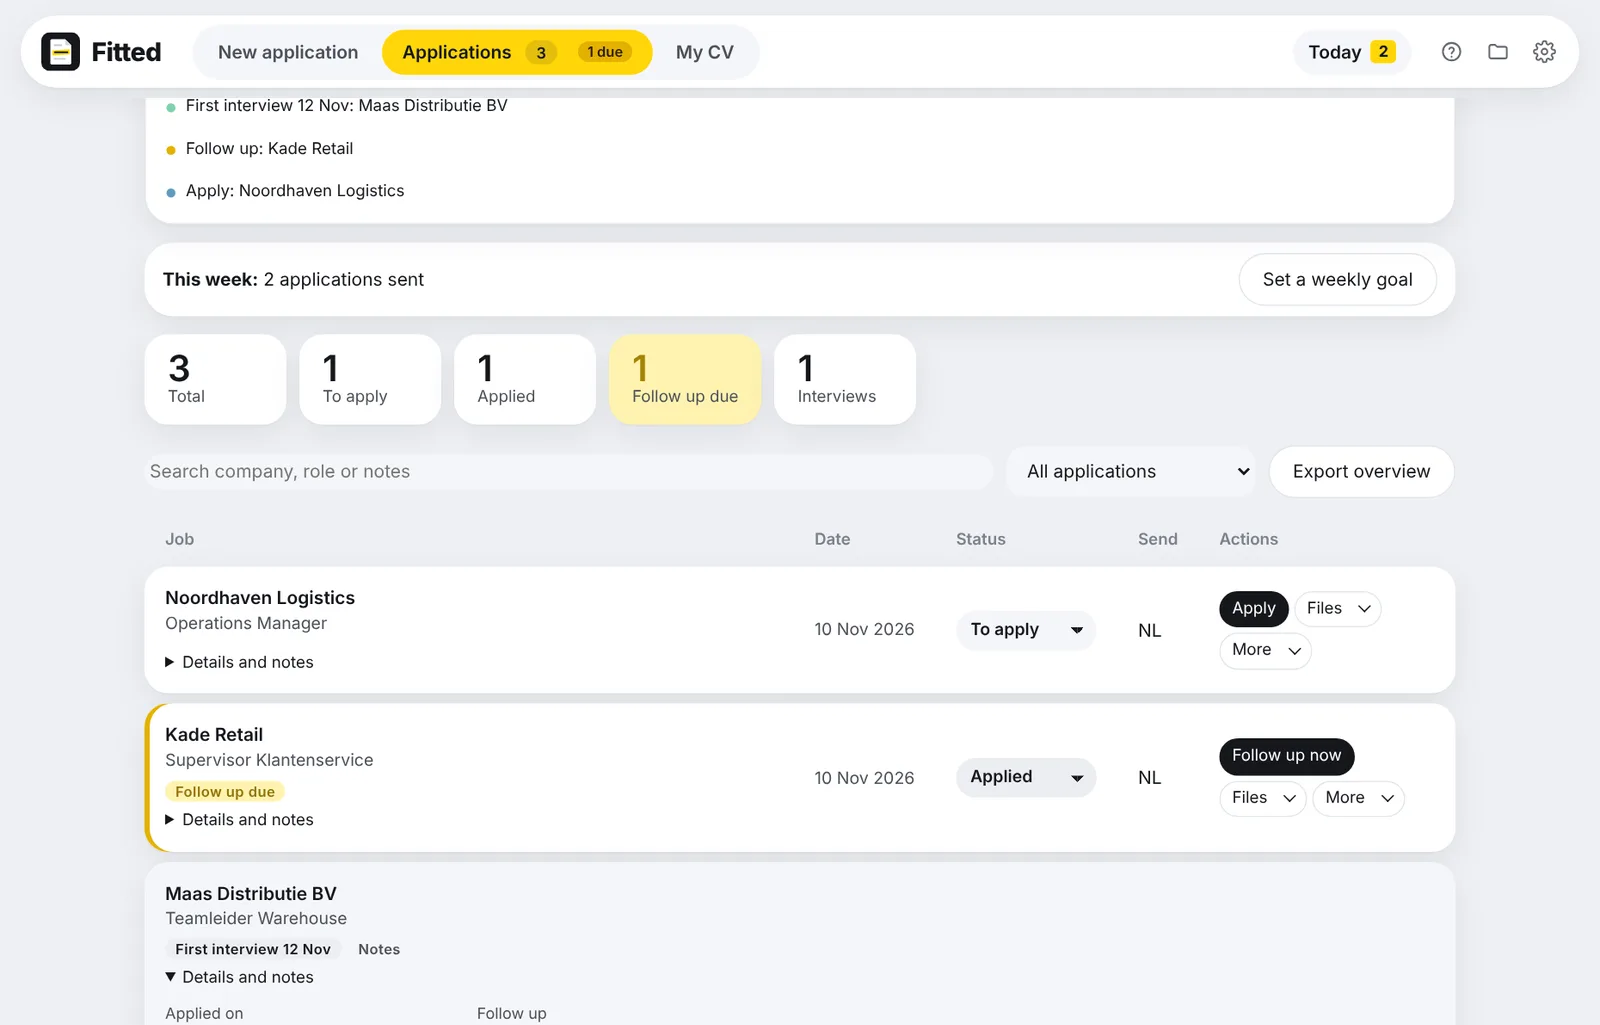 Fitted
New application
Applications 3 1 due
My CV
Today 2
First interview 12 Nov: Maas Distributie BV
Follow up: Kade Retail
Apply: Noordhaven Logistics
This week: 2 applications sent
Set a weekly goal
3
Total
1
To apply
1
Applied
1
Follow up due
1
Interviews
Search company, role or notes
All applications
Export overview
Job Date Status Send Actions
Noordhaven Logistics
Operations Manager
Details and notes
10 Nov 2026
To apply
NL
Apply
Files
More
Kade Retail
Supervisor Klantenservice
Follow up due
Details and notes
10 Nov 2026
Applied
NL
Follow up now
Files
More
Maas Distributie BV
Teamleider Warehouse
First interview 12 Nov Notes
Details and notes
Applied on Follow up